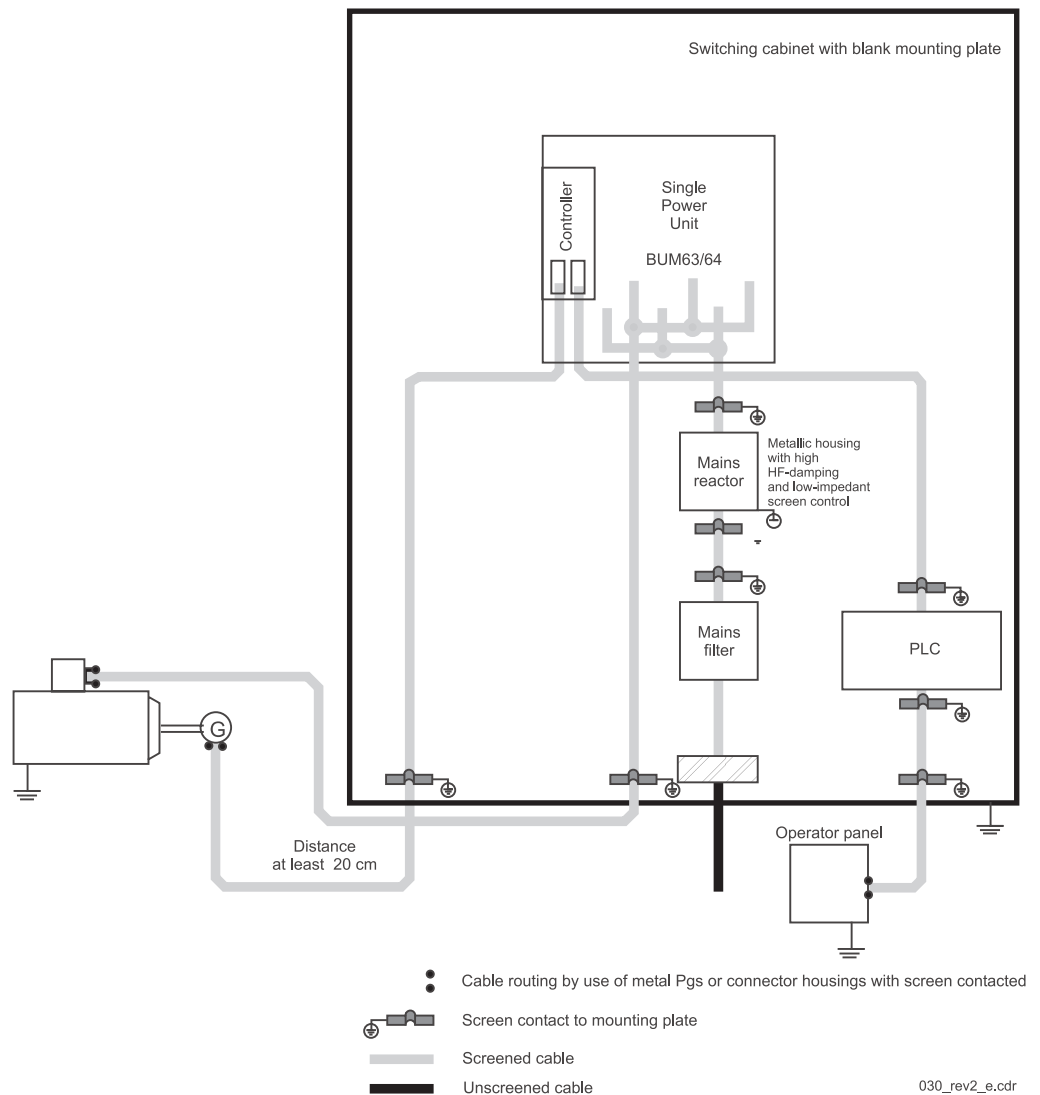 Switching cabinet with blank mounting plate
Controller
Single
Power
Unit
BUM63/64
Mains
reactor
Metallic housing
with high
HF-damping
and low-impedant
screen control
Mains
filter
PLC
G
Distance
at least 20 cm
Operator panel
Cable routing by use of metal Pgs or connector housings with screen contacted
Screen contact to mounting plate
Screened cable
Unscreened cable
030_rev2_e.cdr